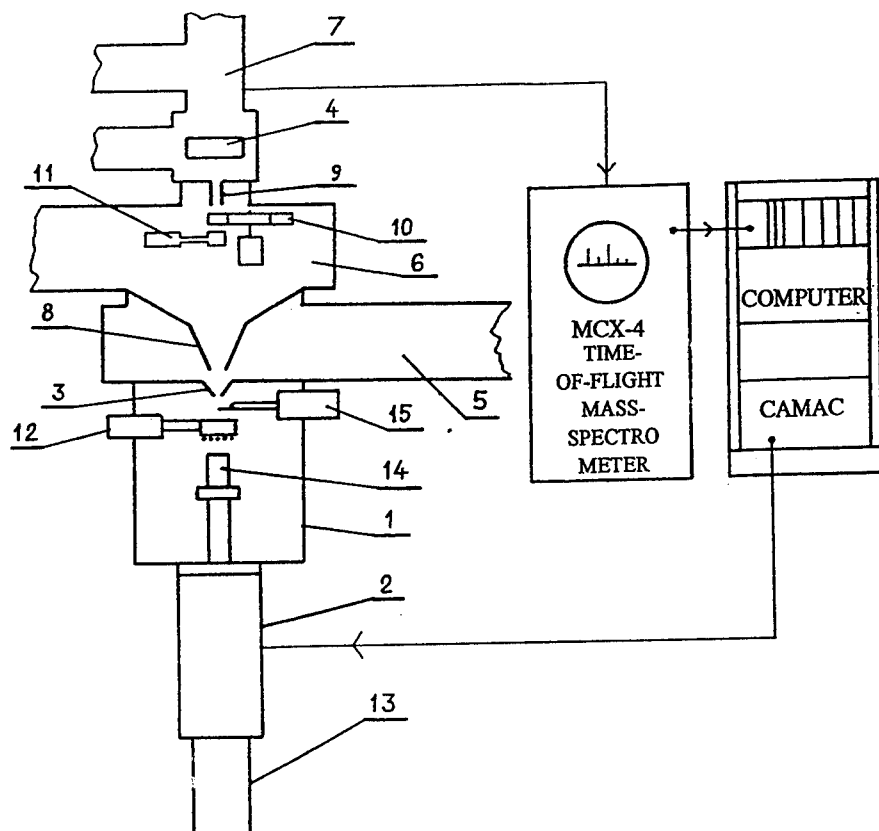 7
4
11
9
10
6
8
3
12
15
5
14
1
2
13
MCX-4
TIME-
OF-FLIGHT
MASS-
SPECTRO
METER
COMPUTER
CAMAC